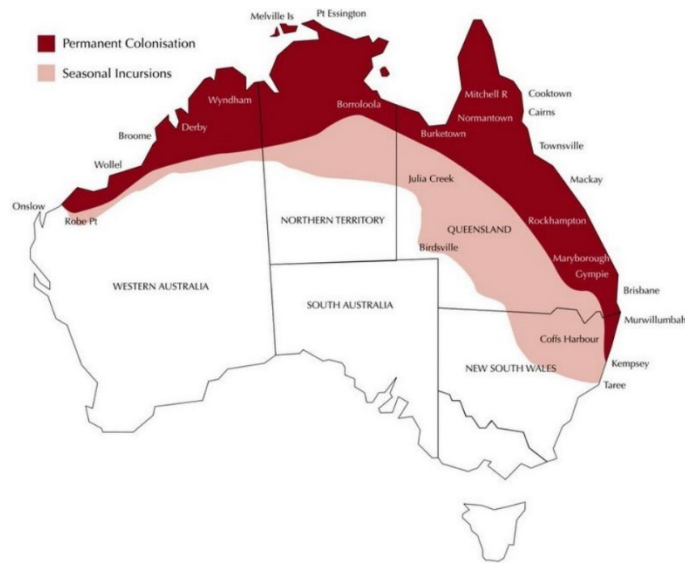 Melville Is
Pt Essington
Permanent Colonisation
Seasonal Incursions
Wyndham
Borroloola
Mitchell R
Cooktown
Normantown
Cairns
Derby
Broome
Burketown
Townsville
Wollel
Julia Creek
Mackay
Onslow
Robe Pt
NORTHERN TERRITORY
Rockhampton
QUEENSLAND
Birdsville
Maryborough
Gympie
WESTERN AUSTRALIA
Brisbane
SOUTH AUSTRALIA
Murwillumbah
Coffs Harbour
Kempsey
NEW SOUTH WALES
Taree